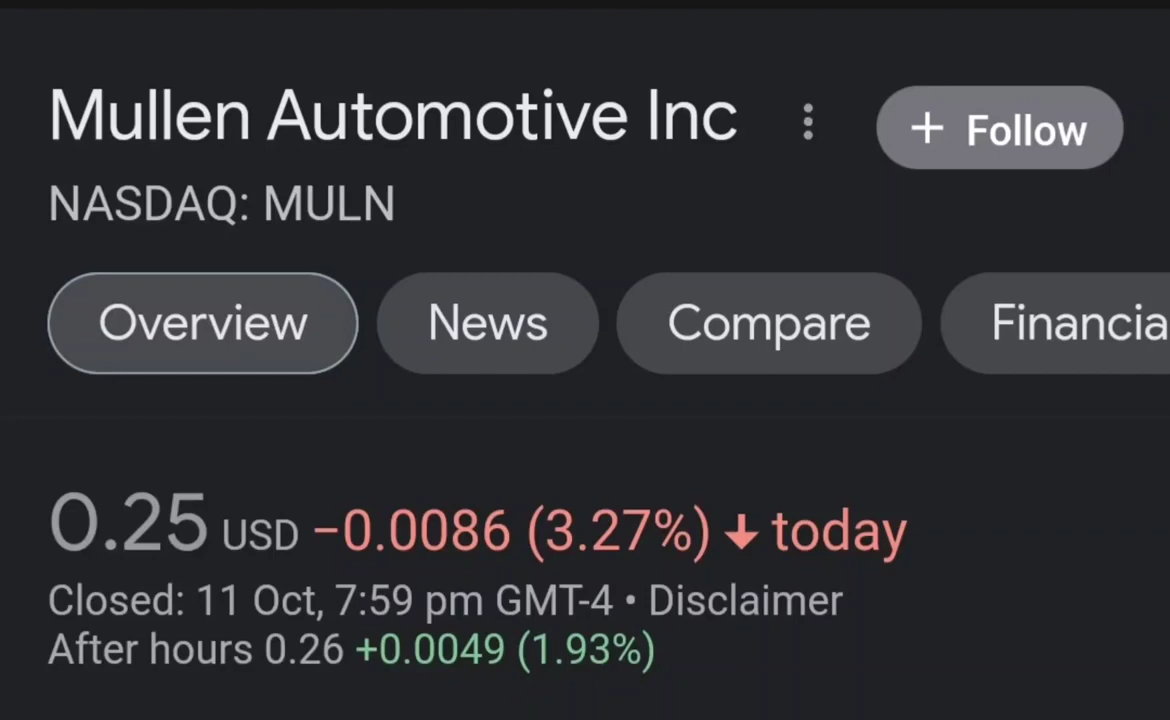 Mullen Automotive Inc
+ Follow
NASDAQ: MULN
Overview News Compare Financia
0.25 USD −0.0086 (3.27%) ↓ today
Closed: 11 Oct, 7:59 pm GMT-4 • Disclaimer
After hours 0.26 +0.0049 (1.93%)